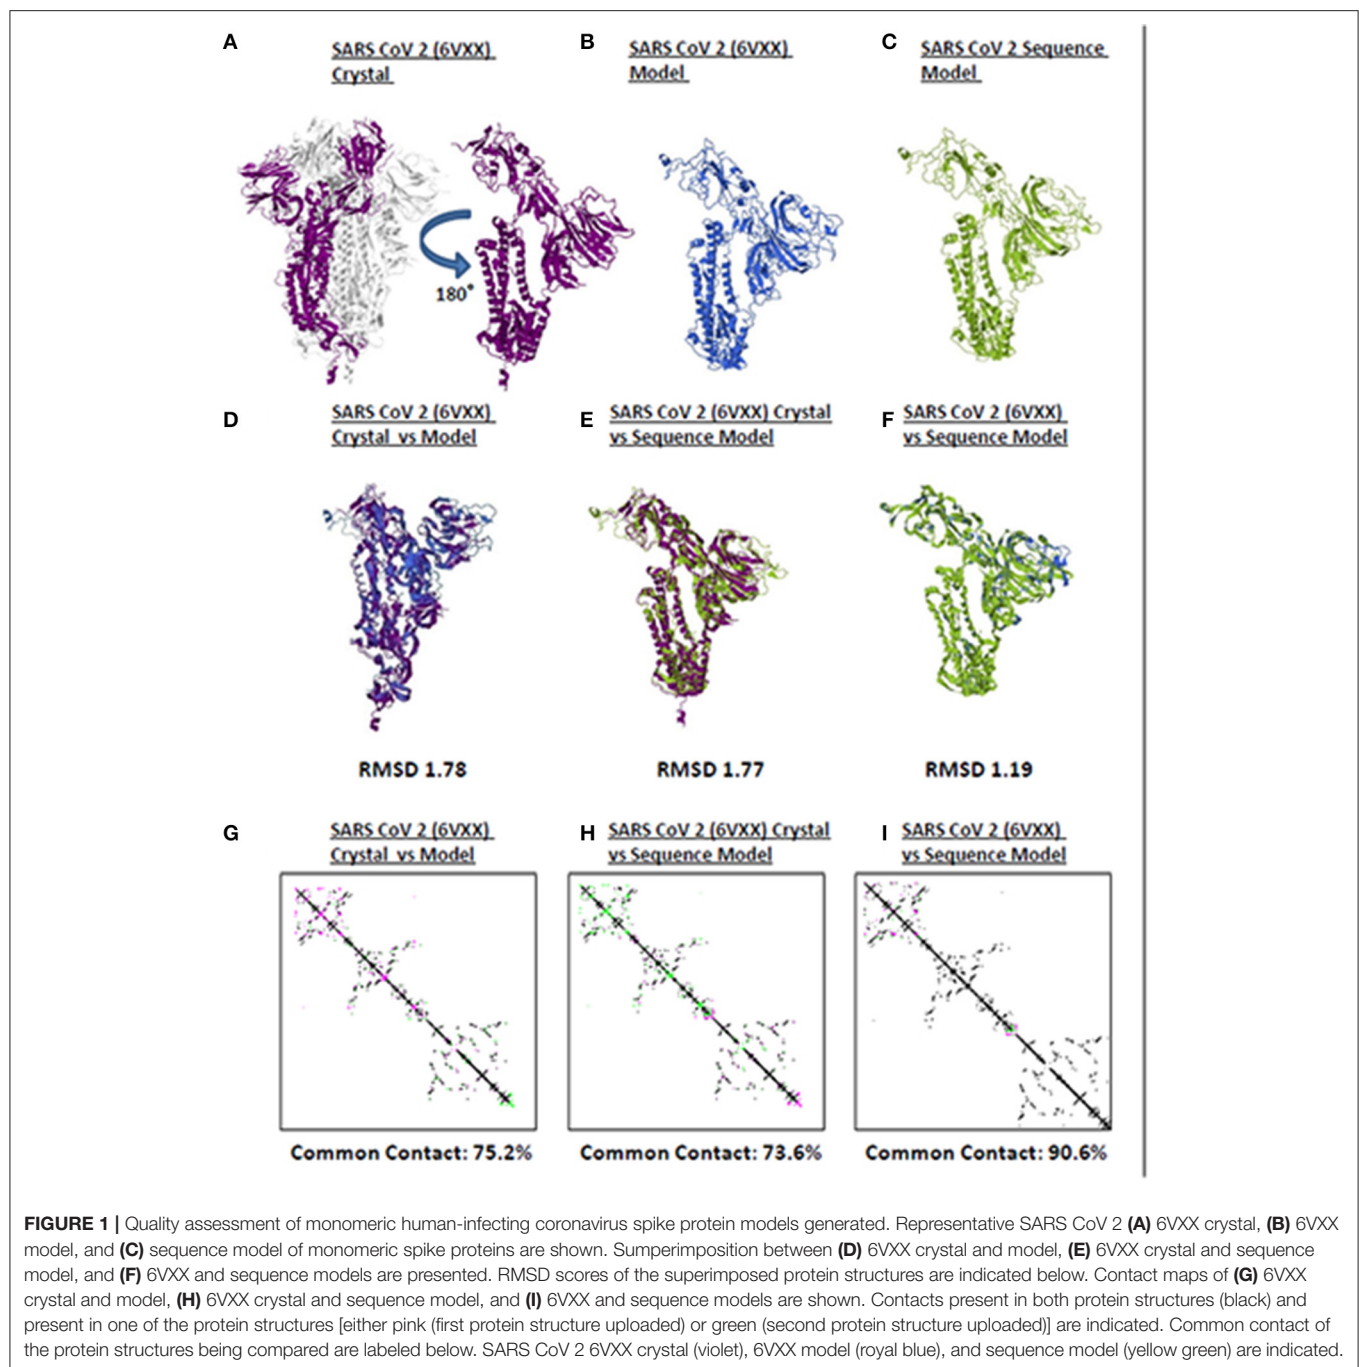 A
SARS CoV 2 (6VXX)
Crystal
B
SARS CoV 2 (6VXX)
Model
C
SARS CoV 2 Sequence
Model
180°
D
SARS CoV 2 (6VXX)
Crystal vs Model
E
SARS CoV 2 (6VXX) Crystal
vs Sequence Model
F
SARS CoV 2 (6VXX)
vs Sequence Model
RMSD 1.78
RMSD 1.77
RMSD 1.19
G
SARS CoV 2 (6VXX)
Crystal vs Model
H
SARS CoV 2 (6VXX) Crystal
vs Sequence Model
I
SARS CoV 2 (6VXX)
vs Sequence Model
Common Contact: 75.2%
Common Contact: 73.6%
Common Contact: 90.6%
FIGURE 1 | Quality assessment of monomeric human-infecting coronavirus spike protein models generated. Representative SARS CoV 2 (A) 6VXX crystal, (B) 6VXX
model, and (C) sequence model of monomeric spike proteins are shown. Sumperimposition between (D) 6VXX crystal and model, (E) 6VXX crystal and sequence
model, and (F) 6VXX and sequence models are presented. RMSD scores of the superimposed protein structures are indicated below. Contact maps of (G) 6VXX
crystal and model, (H) 6VXX crystal and sequence model, and (I) 6VXX and sequence models are shown. Contacts present in both protein structures (black) and
present in one of the protein structures [either pink (first protein structure uploaded) or green (second protein structure uploaded)] are indicated. Common contact of
the protein structures being compared are labeled below. SARS CoV 2 6VXX crystal (violet), 6VXX model (royal blue), and sequence model (yellow green) are indicated.